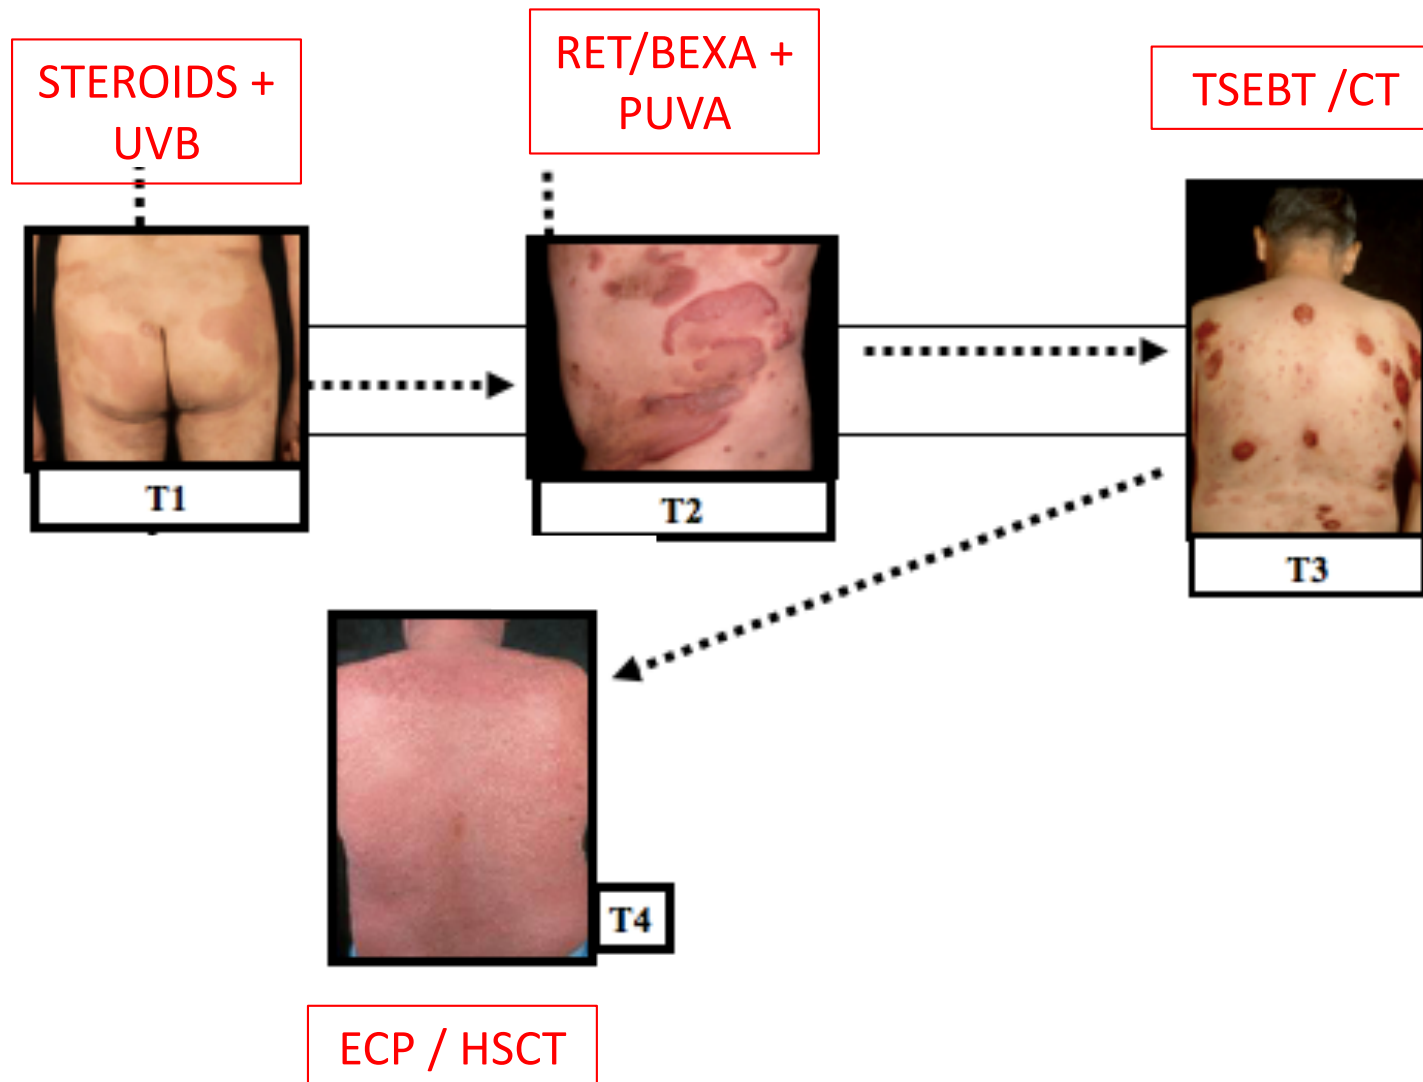 STEROIDS +
UVB
RET/BEXA +
PUVA
TSEBT /CT
T1
T2
T3
T4
ECP / HSCT